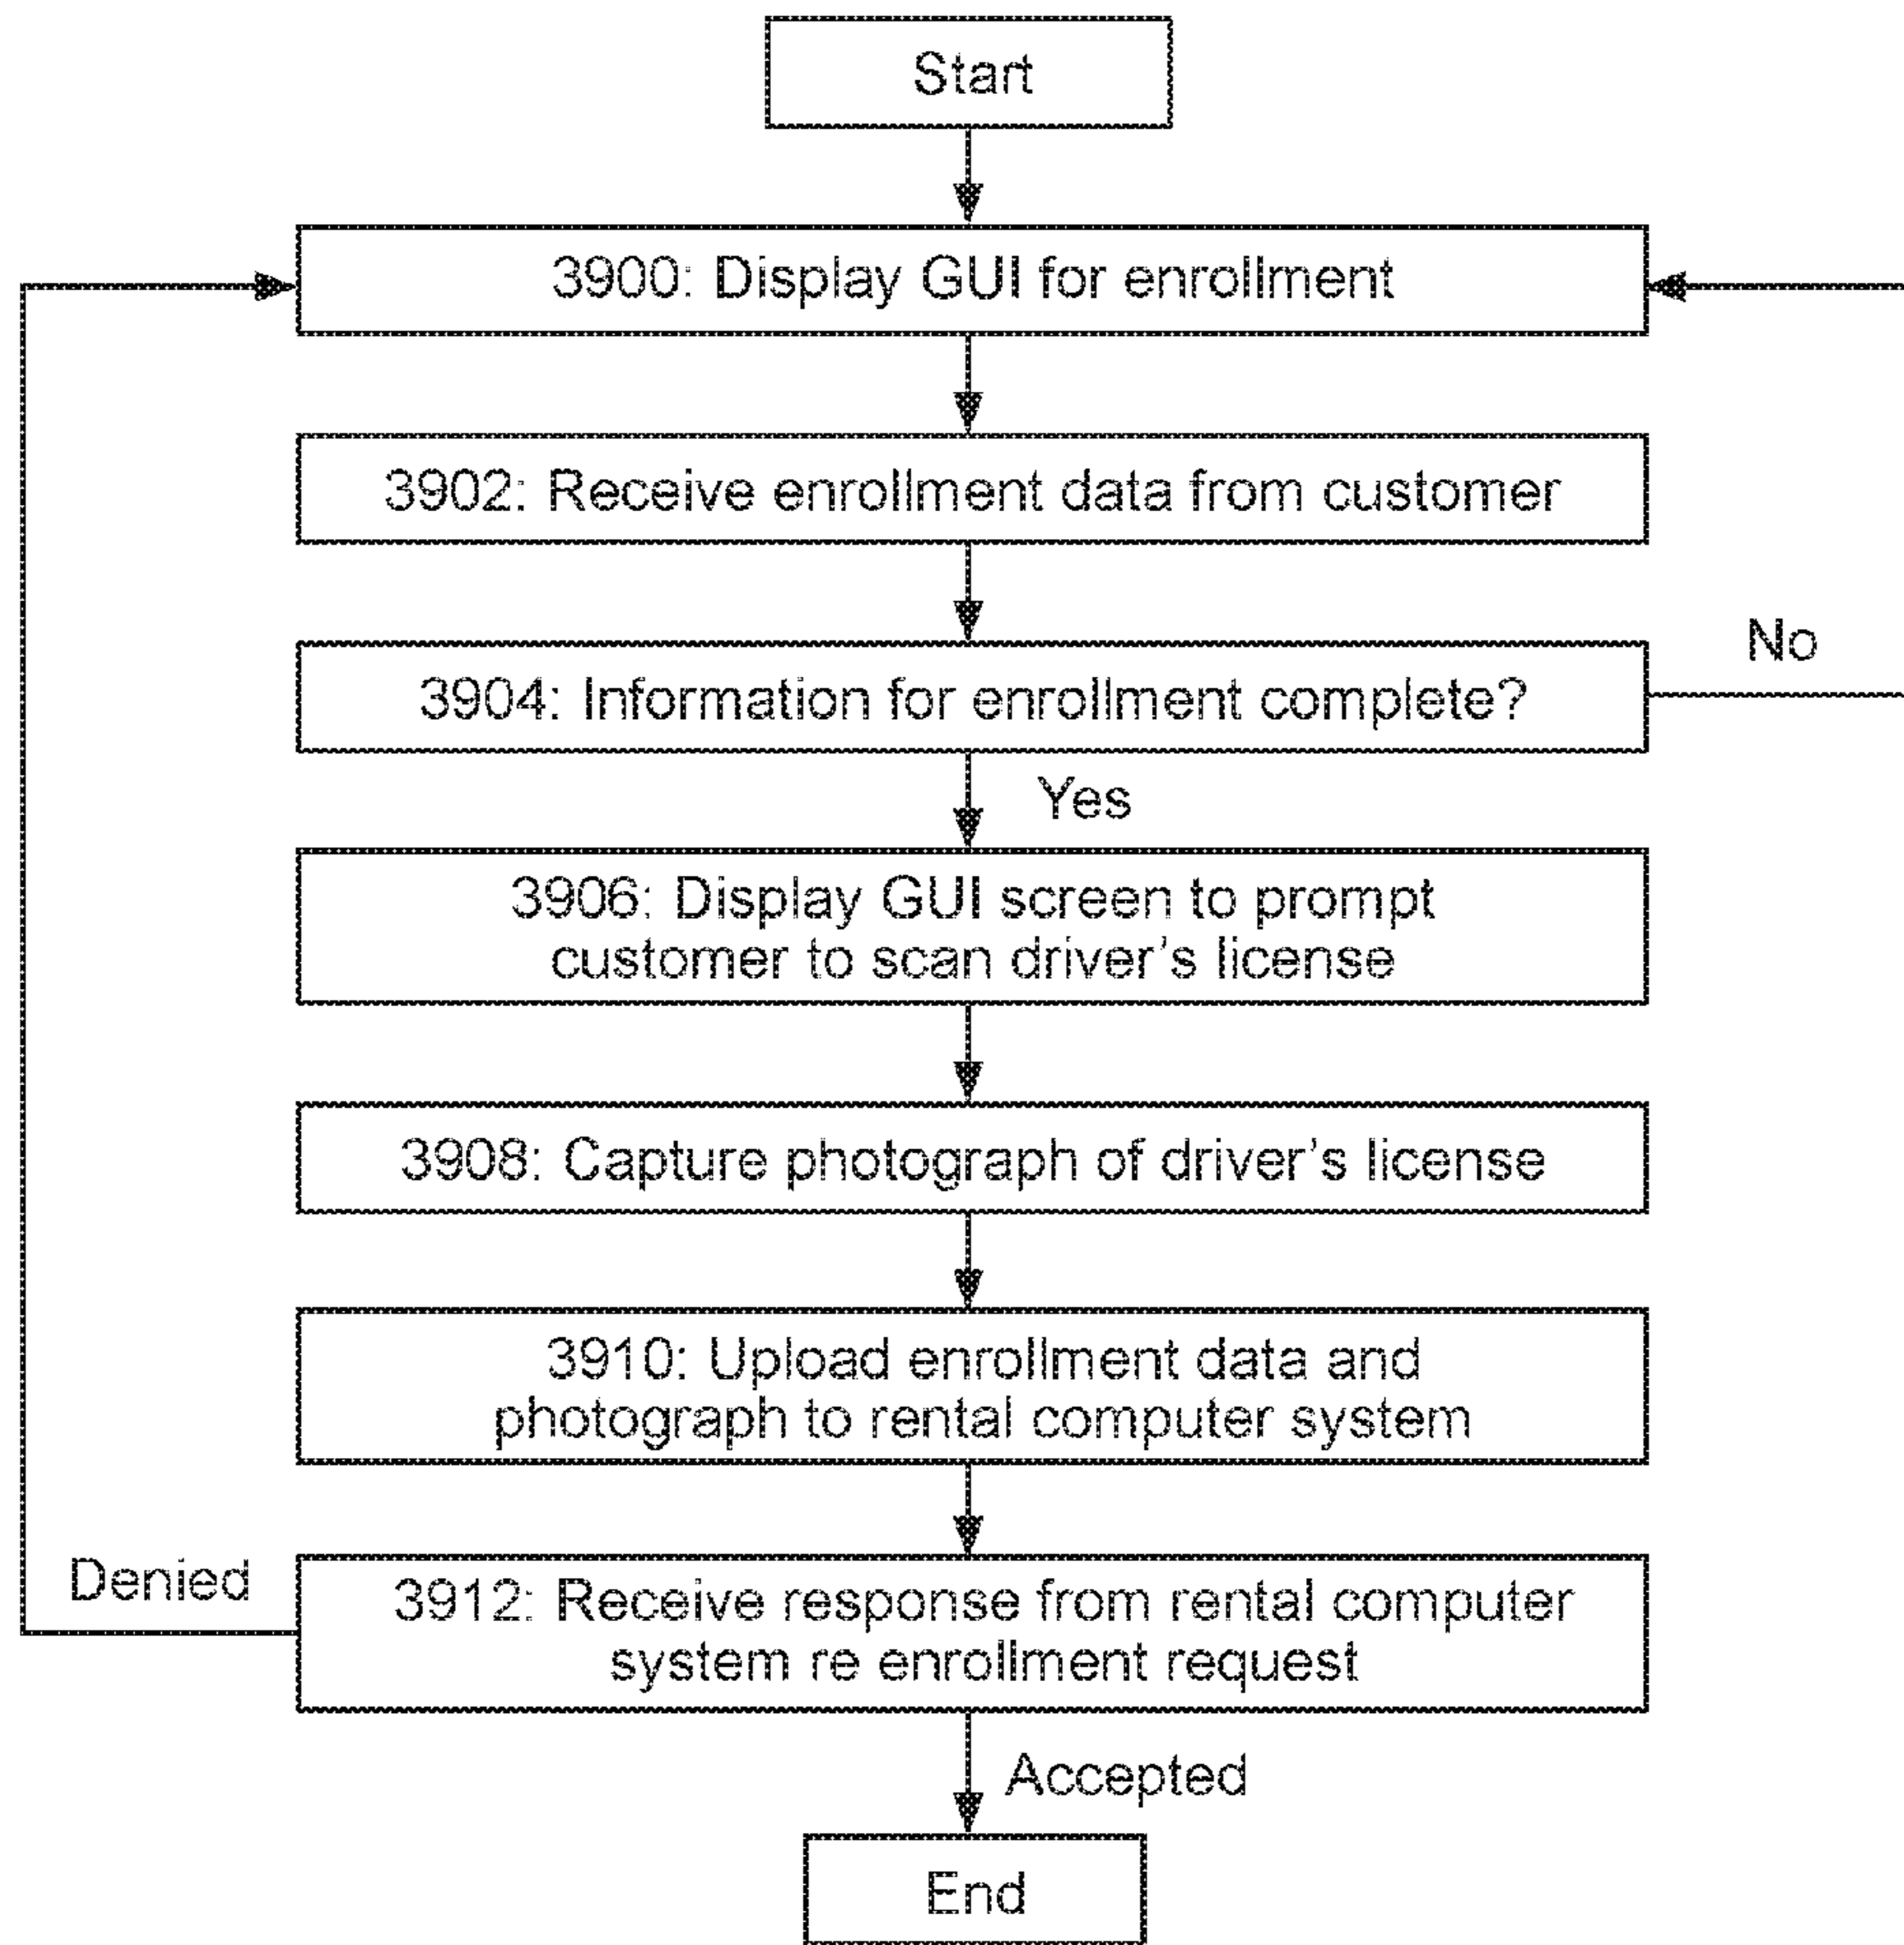 Start
3900: Display GUI for enrollment
3902: Receive enrollment data from customer
No
3904: Information for enrollment complete?
Yes
3906: Display GUI screen to prompt
customer to scan driver's license
3908: Capture photograph of driver's license
3910: Upload enrollment data and
photograph to rental computer system
Denied
3912: Receive response from rental computer
system re enrollment request
Accepted
End